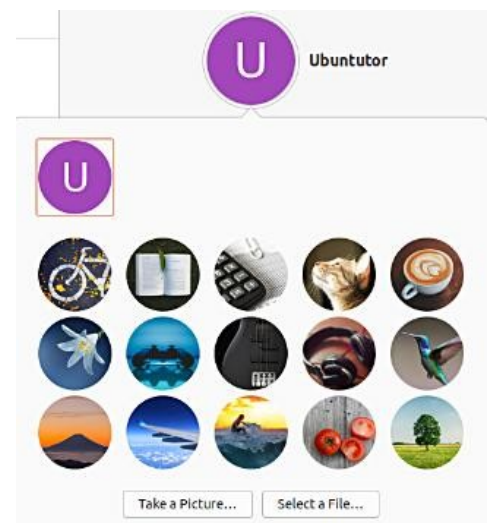 U
Ubuntutor
U
Take a Picture...
Select a File...